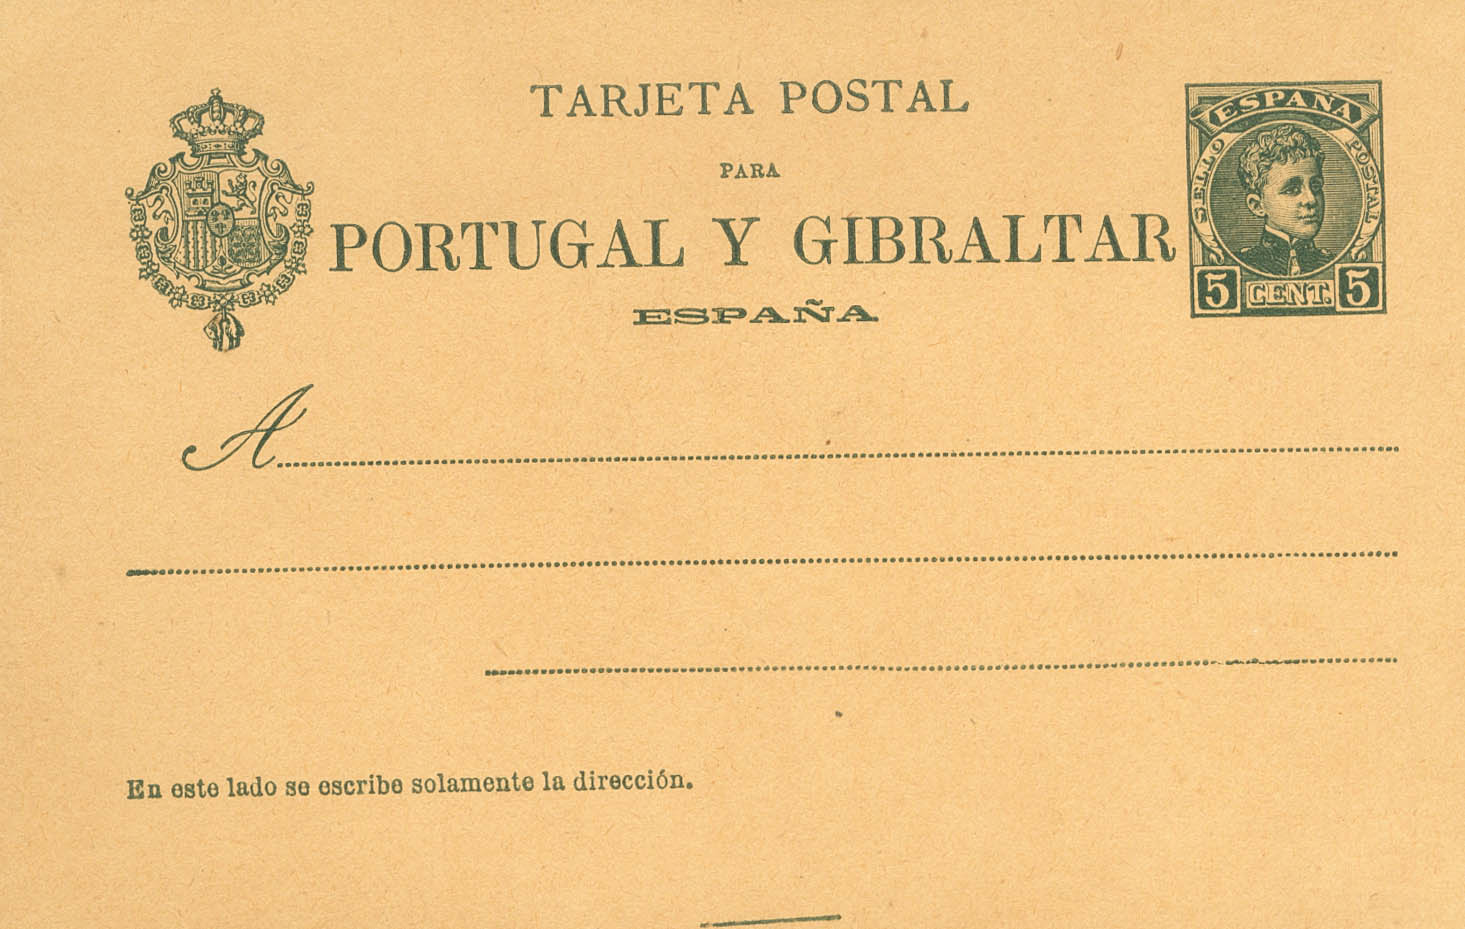 TARJETA POSTAL
PARA
PORTUGAL Y GIBRALTAR
ESPAÑA
ESPAÑA
SELLO
POSTAL
5 CENT. 5
A
En este lado se escribe solamente la dirección.